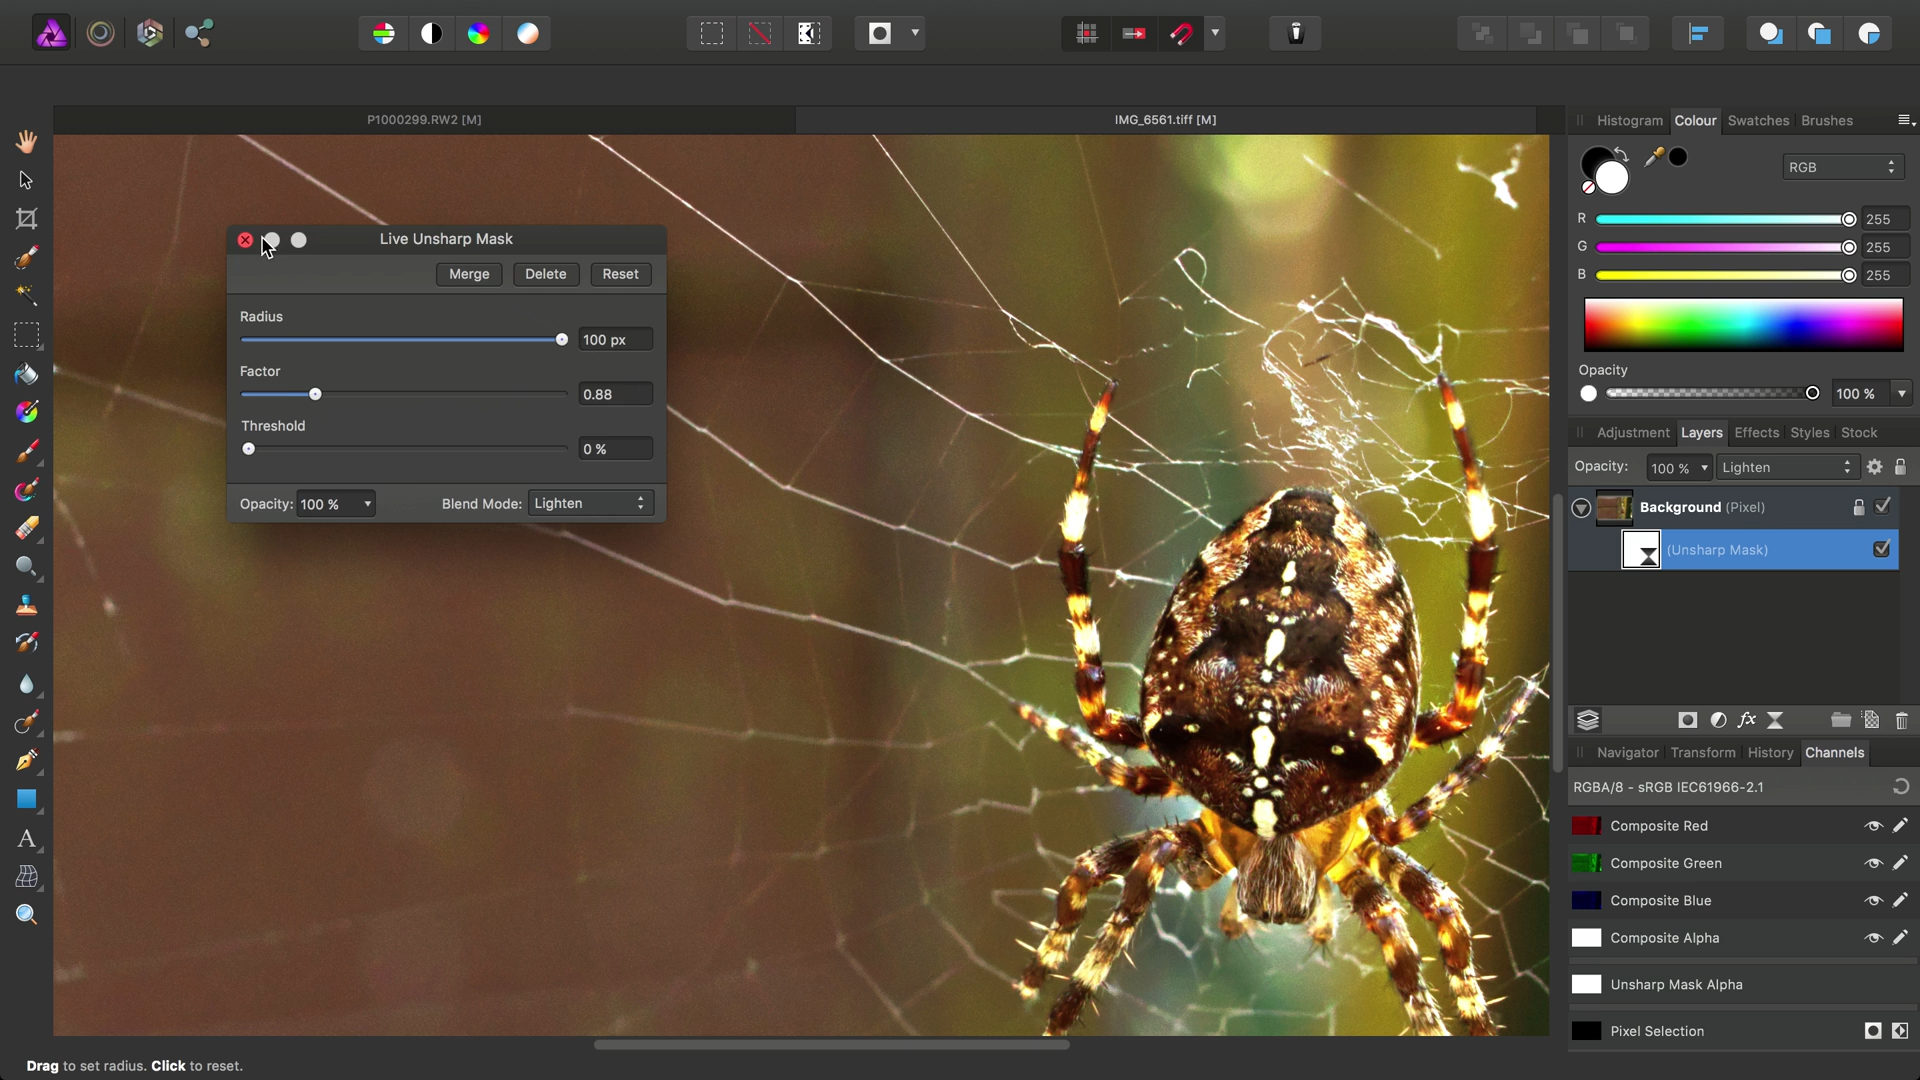 P1000299.RW2 [M]
IMG_6561.tiff [M]
Live Unsharp Mask
Merge
Delete
Reset
Radius
100 px
Factor
0.88
Threshold
0 %
Opacity: 100 %
Blend Mode: Lighten
Histogram
Colour
Swatches
Brushes
RGB
R
255
G
255
B
255
Opacity
100 %
Adjustment
Layers
Effects
Styles
Stock
Opacity:
100 %
Lighten
Background (Pixel)
(Unsharp Mask)
fx
Navigator
Transform
History
Channels
RGBA/8 - sRGB IEC61966-2.1
Composite Red
Composite Green
Composite Blue
Composite Alpha
Unsharp Mask Alpha
Pixel Selection
A
Drag to set radius. Click to reset.